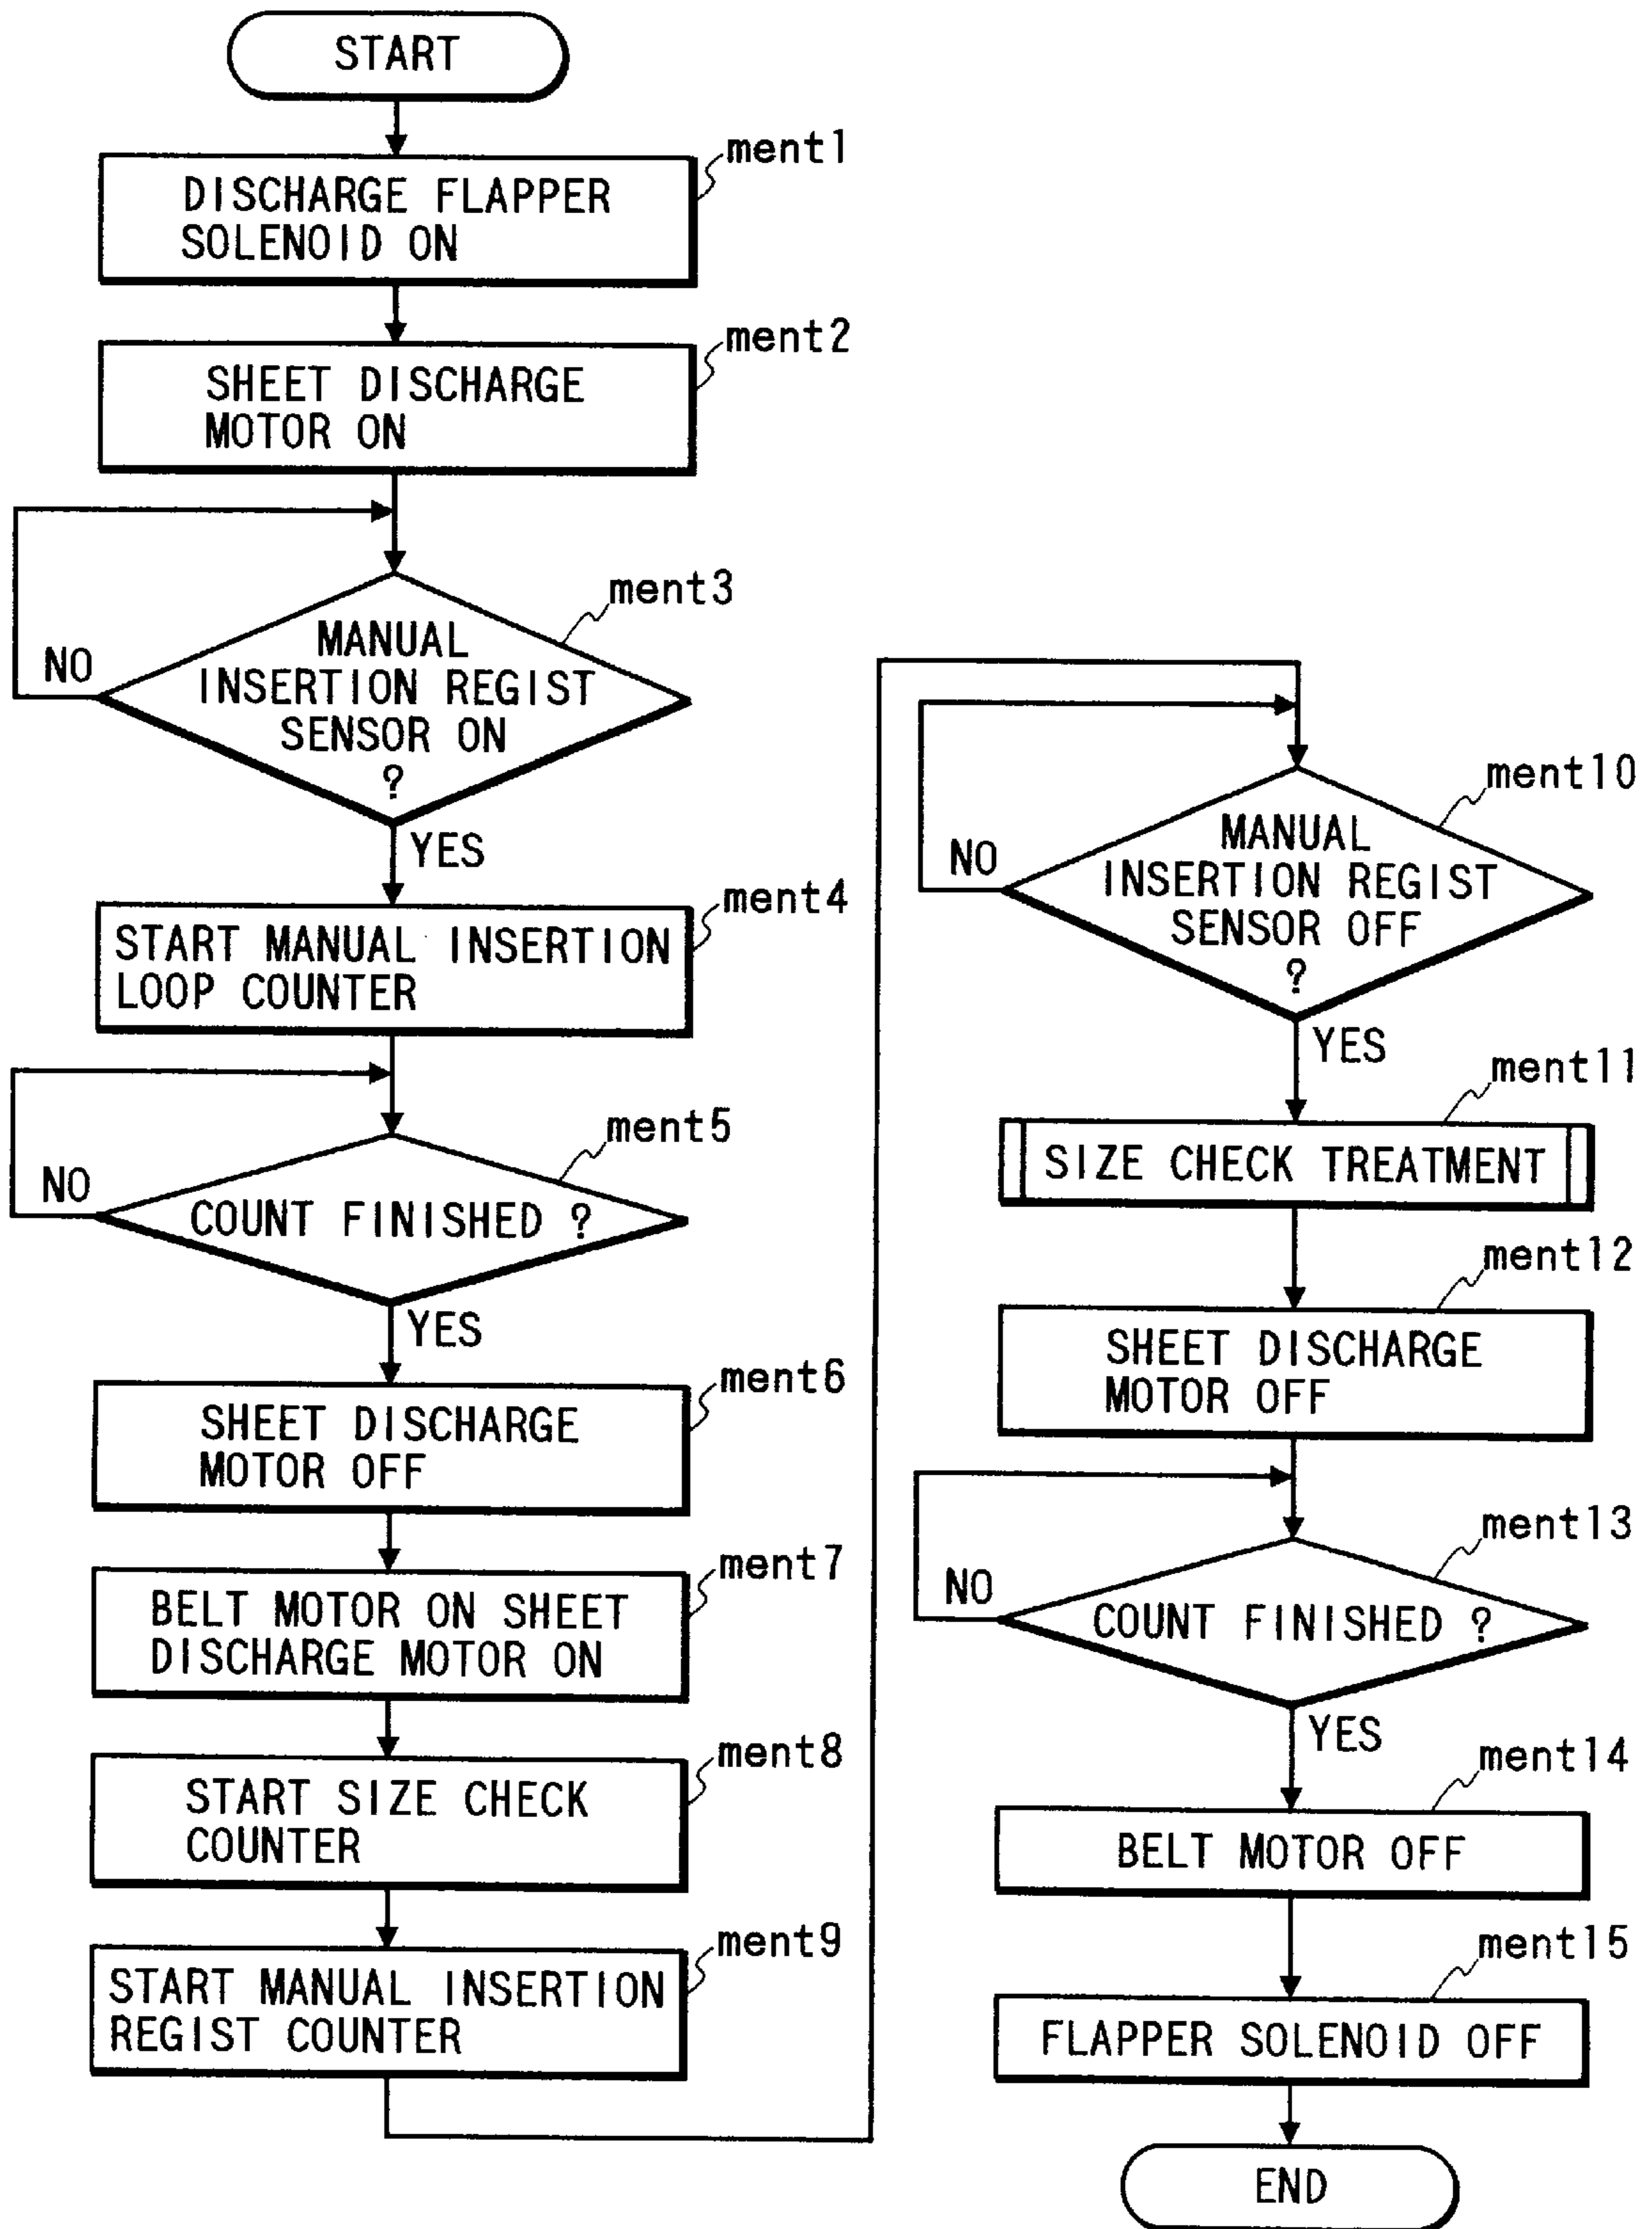 START
ment1
DISCHARGE FLAPPER
SOLENOID ON
ment2
SHEET DISCHARGE
MOTOR ON
ment3
MANUAL
INSERTION REGIST
SENSOR ON
?
NO
YES
ment4
START MANUAL INSERTION
LOOP COUNTER
ment5
COUNT FINISHED ?
NO
YES
ment6
SHEET DISCHARGE
MOTOR OFF
ment7
BELT MOTOR ON SHEET
DISCHARGE MOTOR ON
ment8
START SIZE CHECK
COUNTER
ment9
START MANUAL INSERTION
REGIST COUNTER
ment10
MANUAL
INSERTION REGIST
SENSOR OFF
?
NO
YES
ment11
SIZE CHECK TREATMENT
ment12
SHEET DISCHARGE
MOTOR OFF
ment13
COUNT FINISHED ?
NO
YES
ment14
BELT MOTOR OFF
ment15
FLAPPER SOLENOID OFF
END